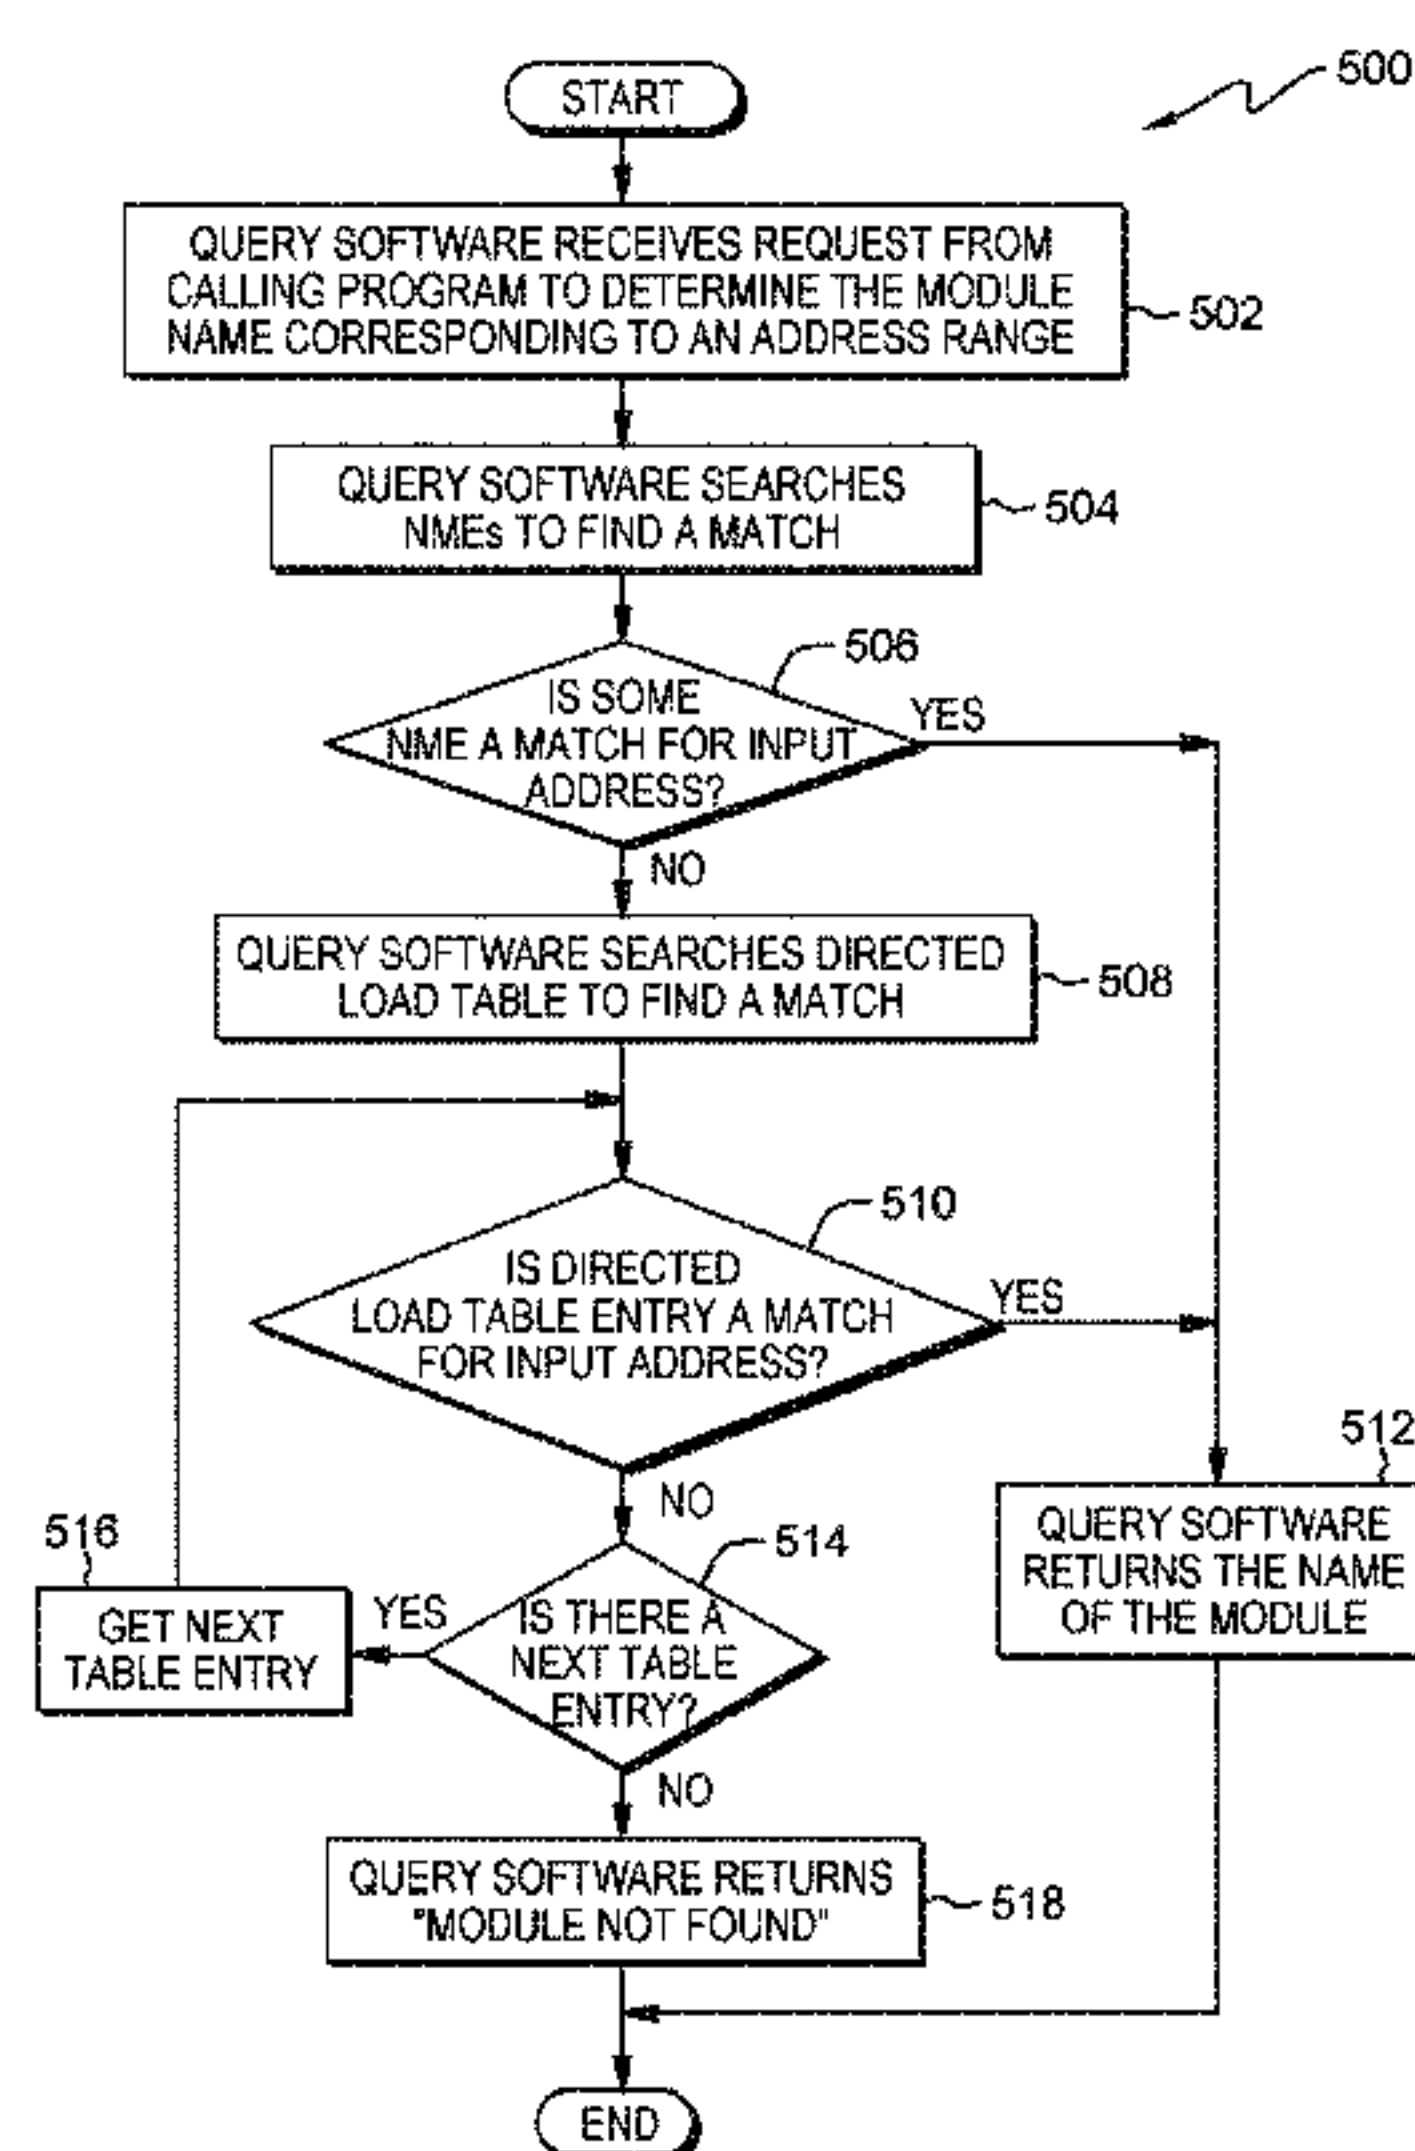 START
500
QUERY SOFTWARE RECEIVES REQUEST FROM
CALLING PROGRAM TO DETERMINE THE MODULE
NAME CORRESPONDING TO AN ADDRESS RANGE
502
QUERY SOFTWARE SEARCHES
NMEs TO FIND A MATCH
504
506
IS SOME
NME A MATCH FOR INPUT
ADDRESS?
YES
NO
QUERY SOFTWARE SEARCHES DIRECTED
LOAD TABLE TO FIND A MATCH
508
510
IS DIRECTED
LOAD TABLE ENTRY A MATCH
FOR INPUT ADDRESS?
YES
NO
512
QUERY SOFTWARE
RETURNS THE NAME
OF THE MODULE
514
IS THERE A
NEXT TABLE
ENTRY?
YES
516
GET NEXT
TABLE ENTRY
NO
QUERY SOFTWARE RETURNS
"MODULE NOT FOUND"
518
END